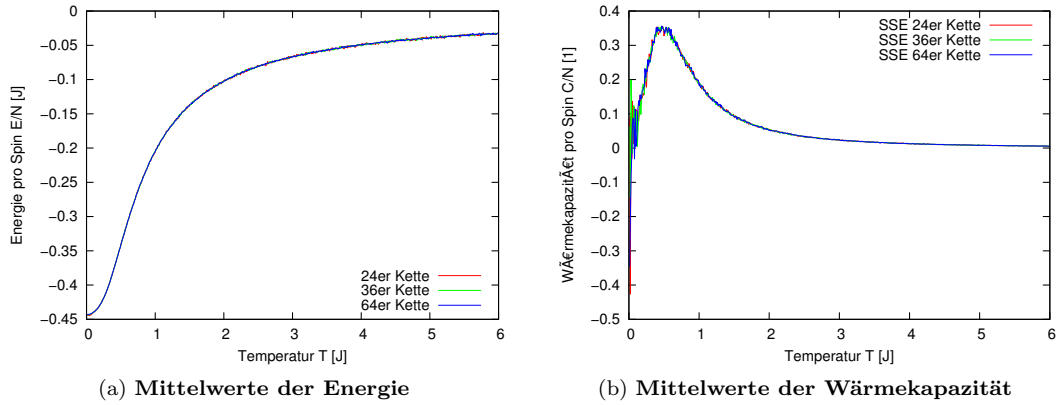 0
−0.05
−0.1
−0.15
−0.2
−0.25
−0.3
−0.35
−0.4
−0.45
0 1 2 3 4 5 6
Energie pro Spin E/N [J]
Temperatur T [J]
24er Kette
36er Kette
64er Kette
(a) Mittelwerte der Energie
0.4
0.3
0.2
0.1
0
−0.1
−0.2
−0.3
−0.4
−0.5
0 1 2 3 4 5 6
WÃ€rmekapazitÃ€t pro Spin C/N [1]
Temperatur T [J]
SSE 24er Kette
SSE 36er Kette
SSE 64er Kette
(b) Mittelwerte der Wärmekapazität